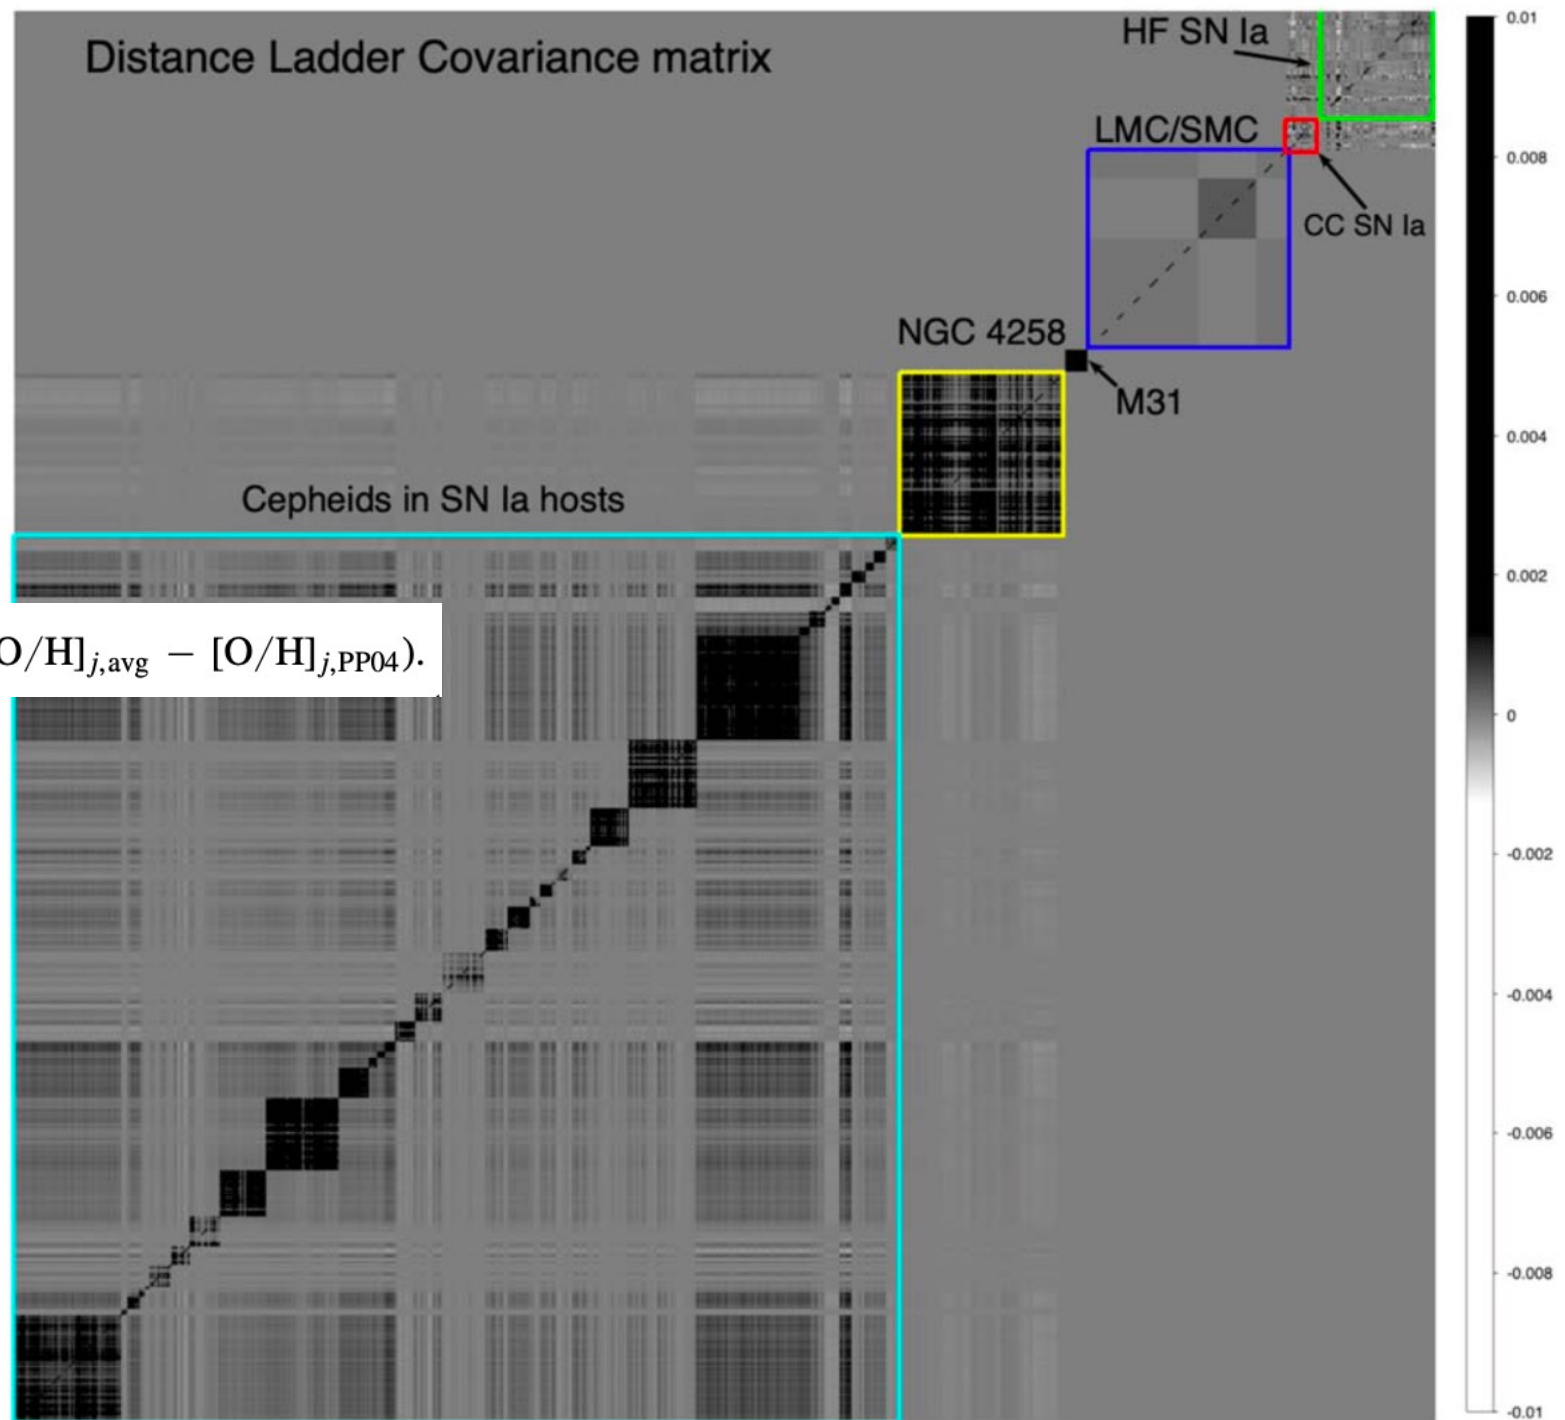 Distance Ladder Covariance matrix
HF SN Ia
LMC/SMC
CC SN Ia
NGC 4258
M31
Cepheids in SN Ia hosts
O/H]j,avg − [O/H]j,PP04).
0.01
0.008
0.006
0.004
0.002
0
-0.002
-0.004
-0.006
-0.008
-0.01